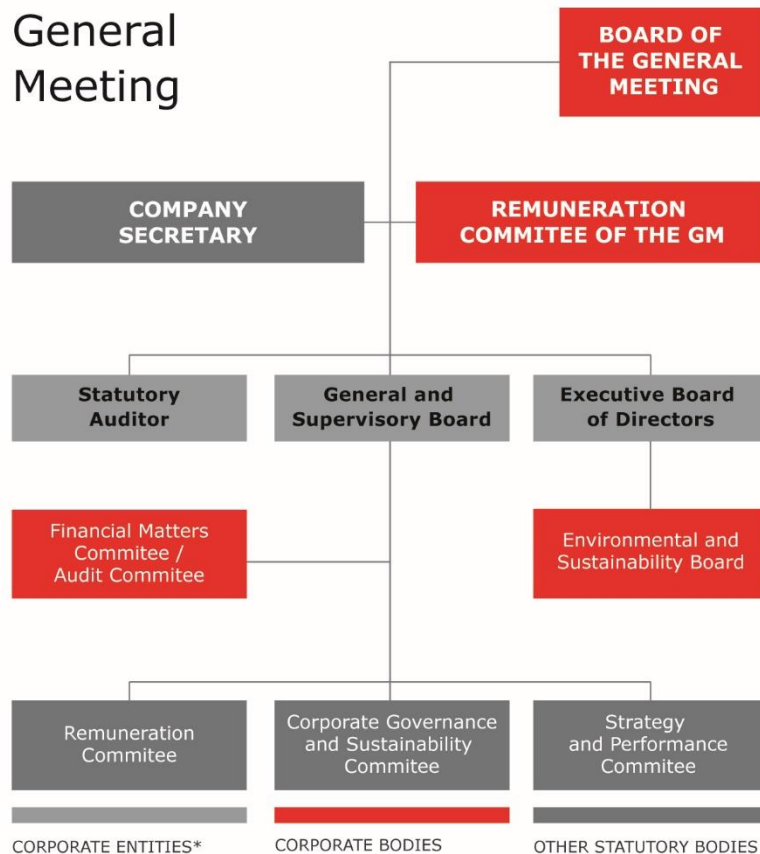 General
Meeting
BOARD OF
THE GENERAL
MEETING
COMPANY
SECRETARY
REMUNERATION
COMMITEE OF THE GM
Statutory
Auditor
General and
Supervisory Board
Executive Board
of Directors
Financial Matters
Commitee /
Audit Commitee
Environmental and
Sustainability Board
Remuneration
Commitee
Corporate Governance
and Sustainability
Commitee
Strategy
and Performance
Commitee
CORPORATE ENTITIES*
CORPORATE BODIES
OTHER STATUTORY BODIES